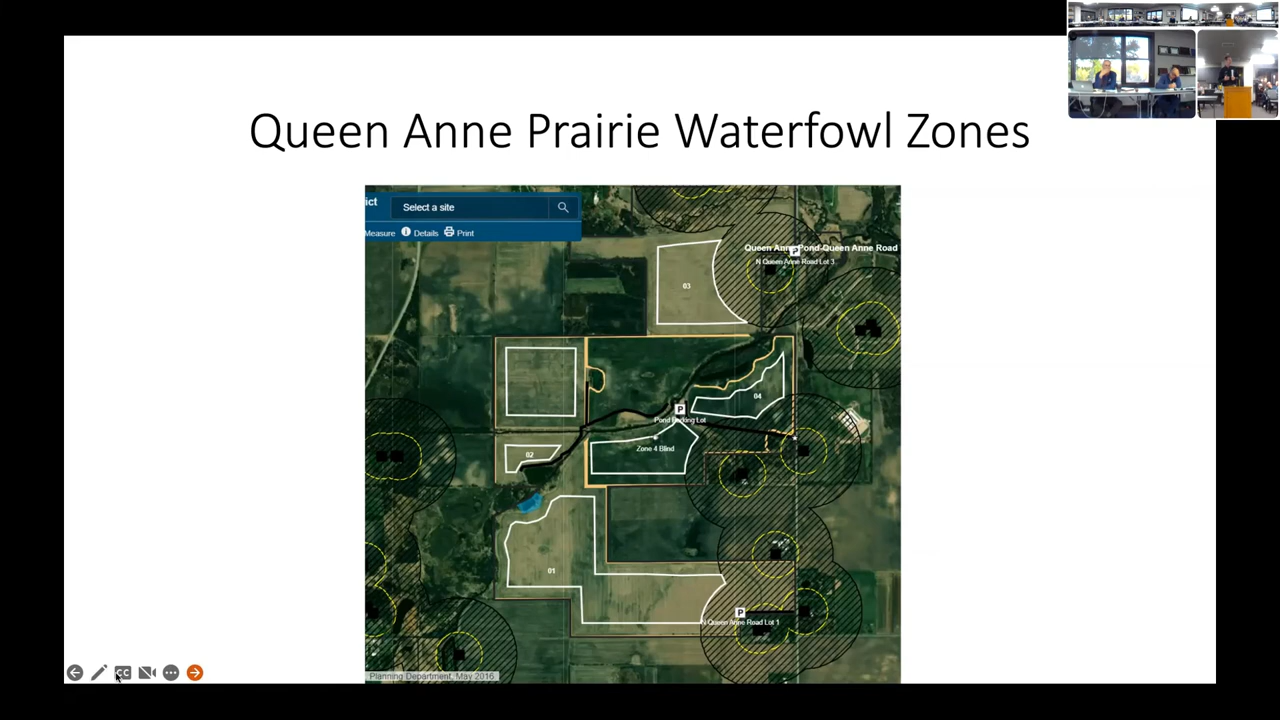 Queen Anne Prairie Waterfowl Zones
ict
Select a site
Measure
Details
Print
Queen Anne Pond-Queen Anne Road
P
N Queen Anne Road Lot 3
03
04
P
Pond Parking Lot
Zone 4 Blind
02
01
P
N Queen Anne Road Lot 1
Planning Department, May 2016
CC